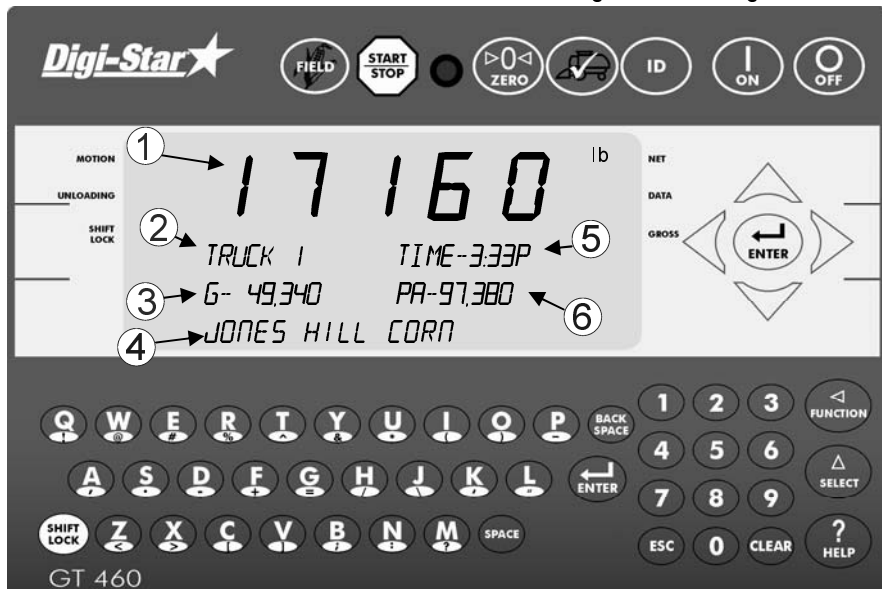 Digi-Star
FIELD
START
STOP
▷0◁
ZERO
ID
ON
OFF
MOTION
UNLOADING
SHIFT
LOCK
1
17160 lb
2
TRUCK 1
TIME-3:33P
5
3
G-- 49,340
PA--97,380
6
4
JONES HILL CORN
NET
DATA
GROSS
ENTER
Q ! W @ E # R % T ^ Y & U * I ( O ) P - BACK SPACE
A S D - F + G = H / J \ K L " ENTER
SHIFT LOCK Z < X > C V B ; N : M ? SPACE
1 2 3 FUNCTION
4 5 6 SELECT
7 8 9
ESC 0 CLEAR ? HELP
GT 460